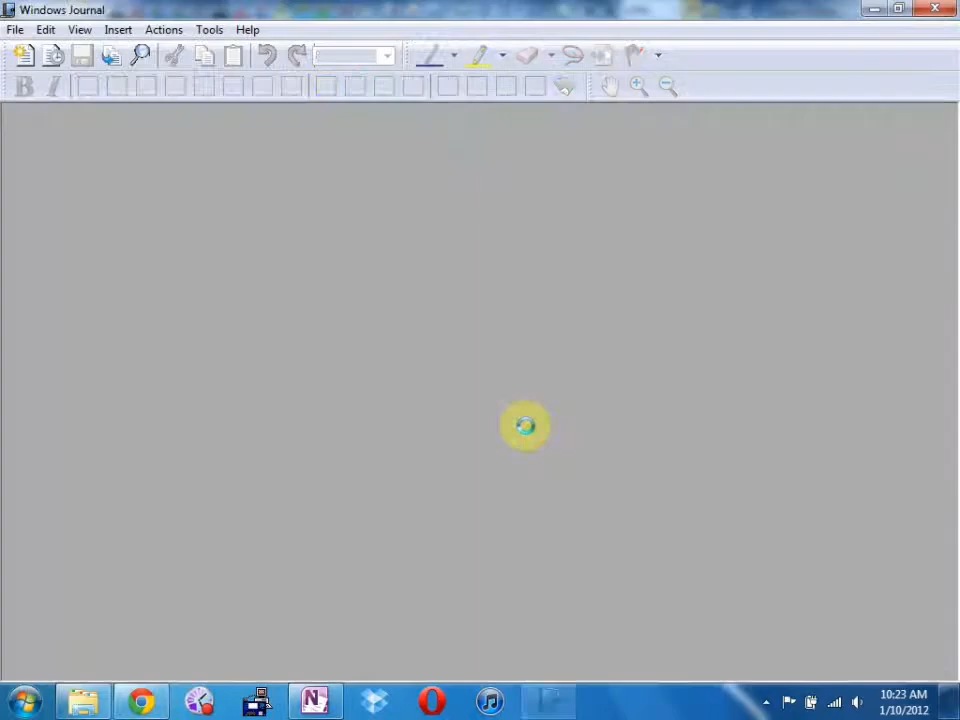 Windows Journal
File Edit View Insert Actions Tools Help
B I
N
10:23 AM
1/10/2012